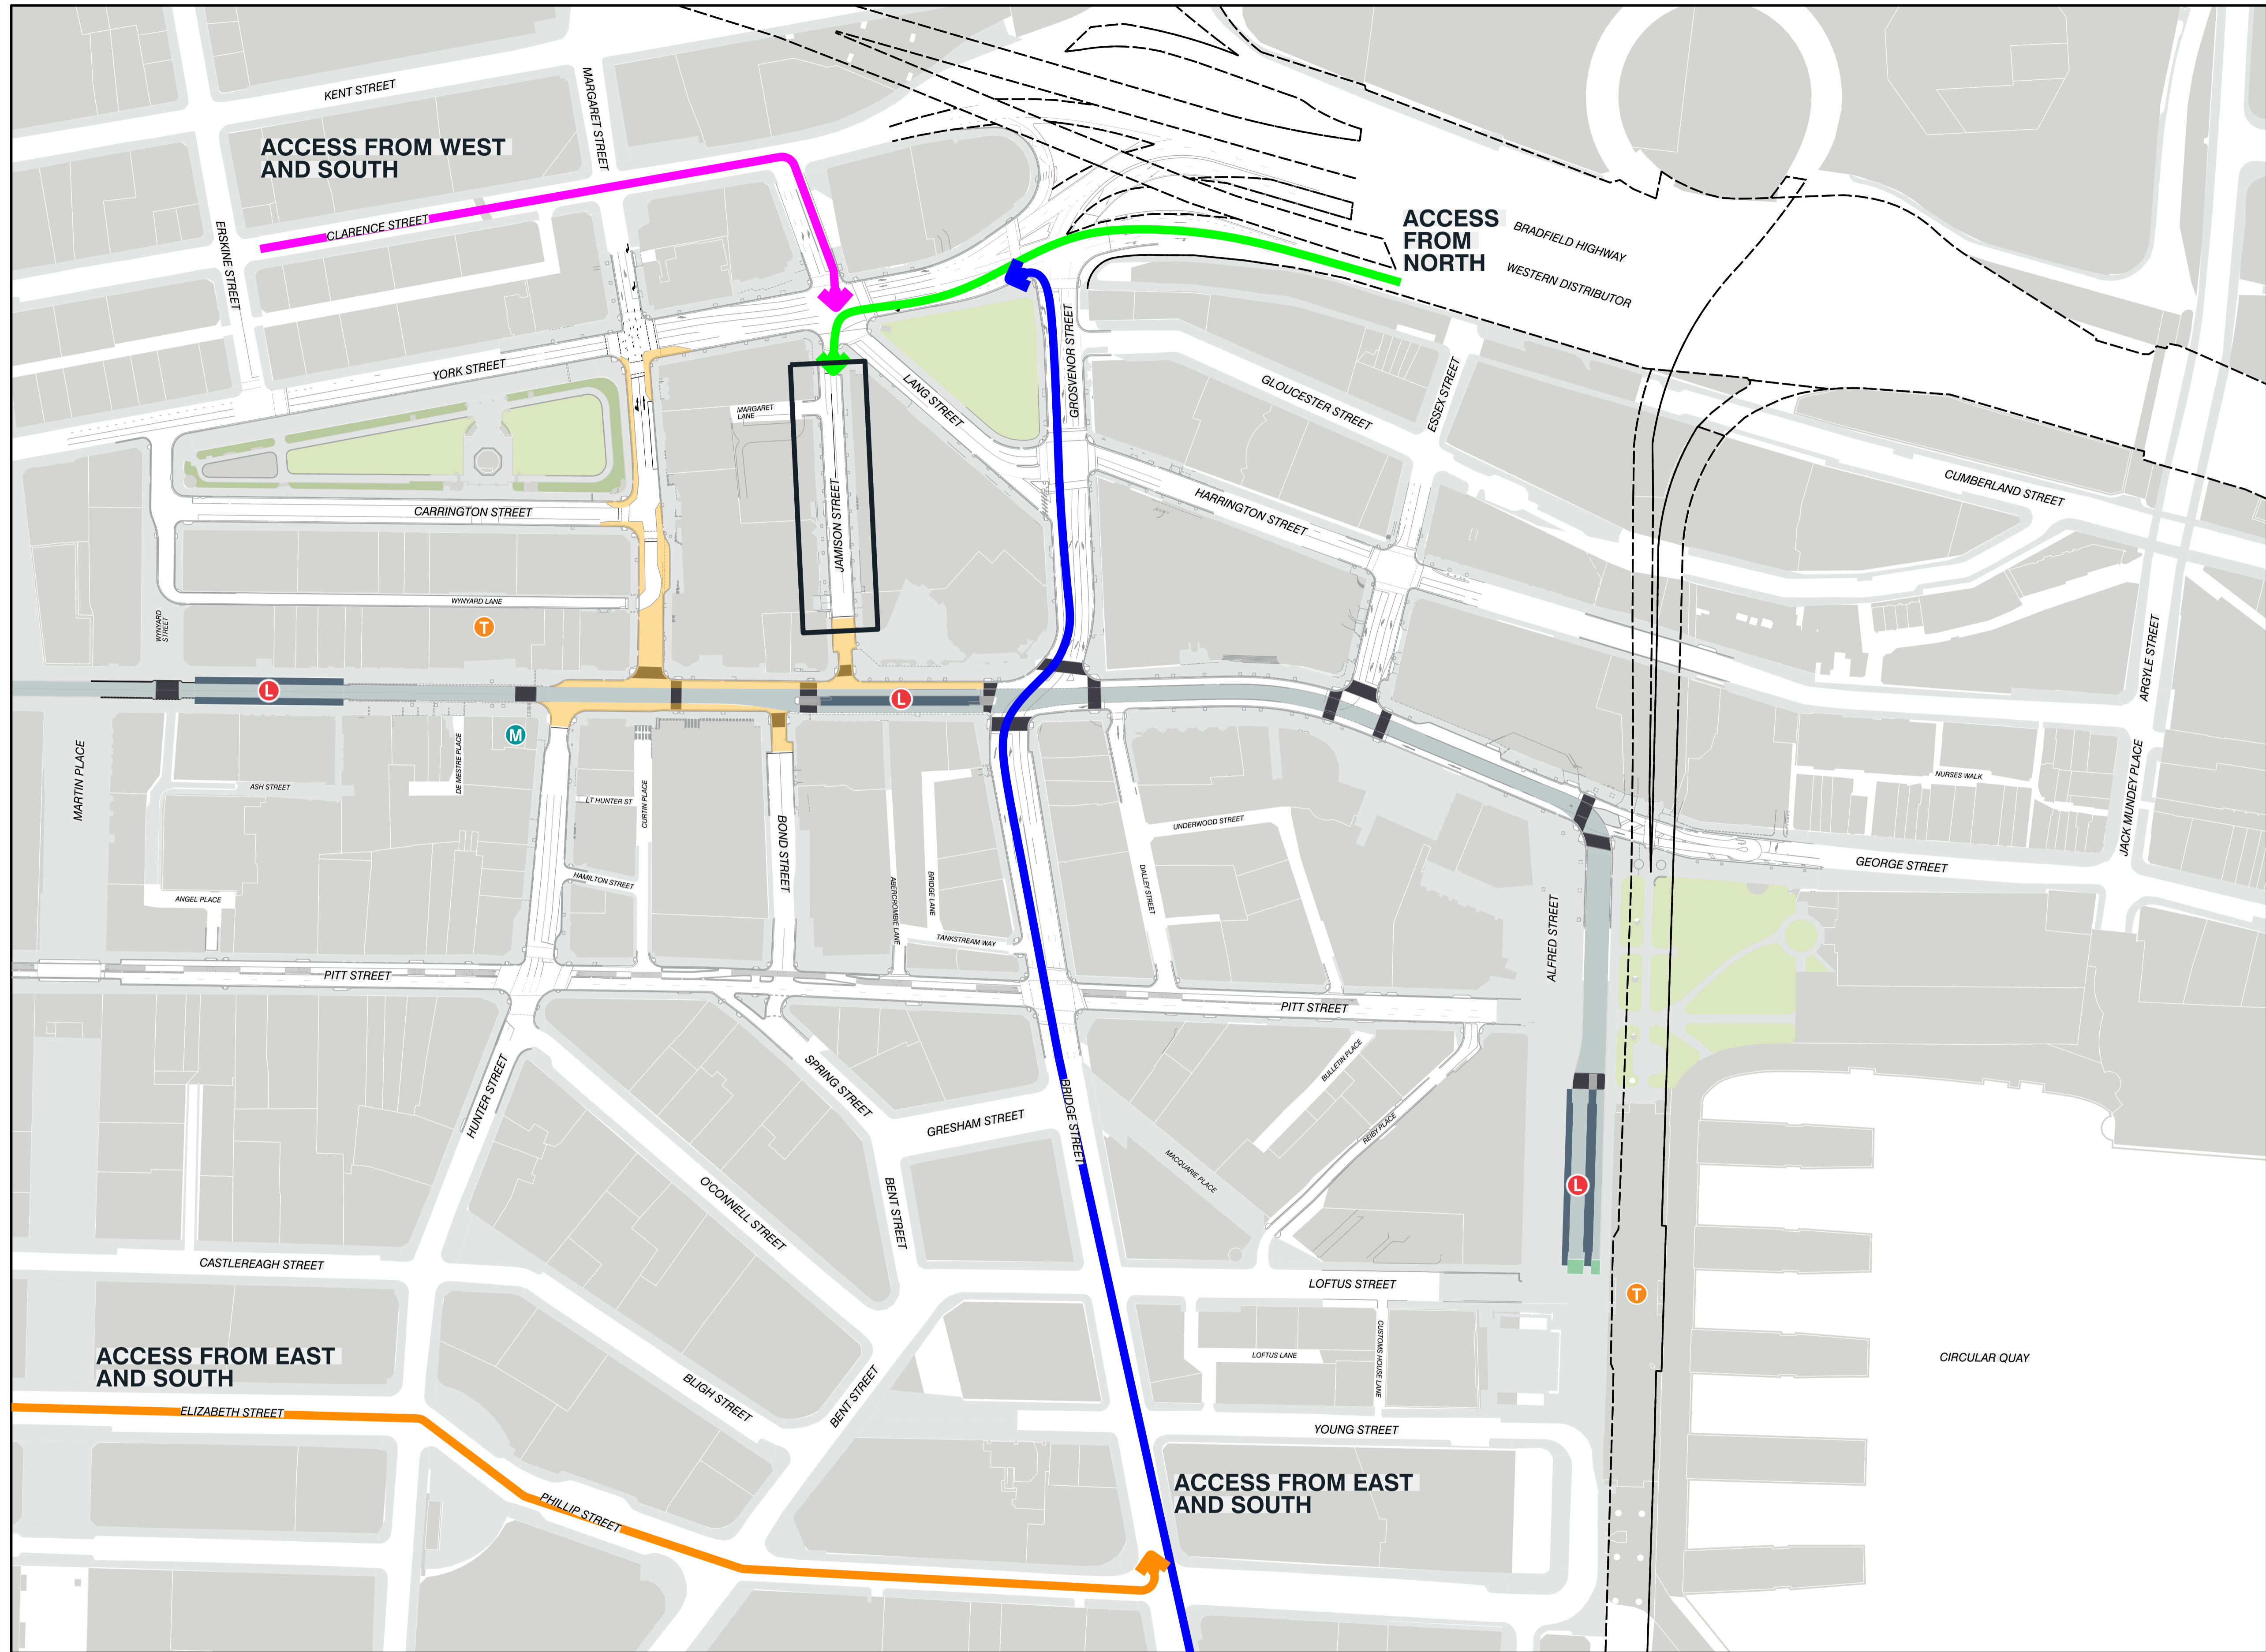 KENT STREET
MARGARET STREET
ACCESS FROM WEST
AND SOUTH
CLARENCE STREET
ERSKINE STREET
ACCESS
FROM
NORTH
BRADFIELD HIGHWAY
WESTERN DISTRIBUTOR
YORK STREET
MARGARET
LANE
LANG STREET
GROSVENOR STREET
GLOUCESTER STREET
ESSEX STREET
CUMBERLAND STREET
CARRINGTON STREET
JAMISON STREET
HARRINGTON STREET
WYNYARD LANE
WYNYARD
STREET
T
ARGYLE STREET
L
L
M
MARTIN PLACE
DE MESTRE PLACE
ASH STREET
LT HUNTER ST
CURTIN PLACE
BOND STREET
UNDERWOOD STREET
NURSES WALK
JACK MUNDEY PLACE
GEORGE STREET
HAMILTON STREET
ABERCROMBIE LANE
BRIDGE LANE
DALLEY STREET
ANGEL PLACE
TANKSTREAM WAY
ALFRED STREET
PITT STREET
PITT STREET
HUNTER STREET
SPRING STREET
GRESHAM STREET
BRIDGE STREET
BULLETIN PLACE
REIBY PLACE
MACQUARIE PLACE
O'CONNELL STREET
BENT STREET
L
CASTLEREAGH STREET
LOFTUS STREET
T
ACCESS FROM EAST
AND SOUTH
LOFTUS LANE
CUSTOMS HOUSE LANE
CIRCULAR QUAY
BLIGH STREET
BENT STREET
ELIZABETH STREET
YOUNG STREET
PHILLIP STREET
ACCESS FROM EAST
AND SOUTH